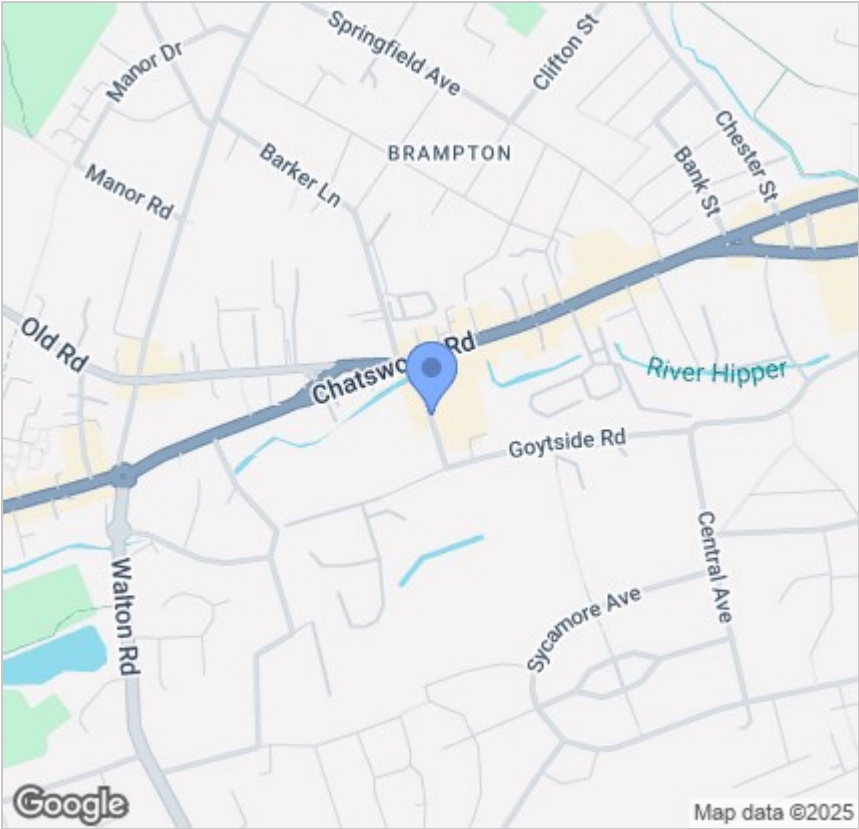 Springfield Ave
Clifton St
Manor Dr
Chester St
BRAMPTON
Barker Ln
Bank St
Manor Rd
Old Rd
Chatsworth Rd
River Hipper
Goytside Rd
Central Ave
Walton Rd
Sycamore Ave
Google
Map data ©2025